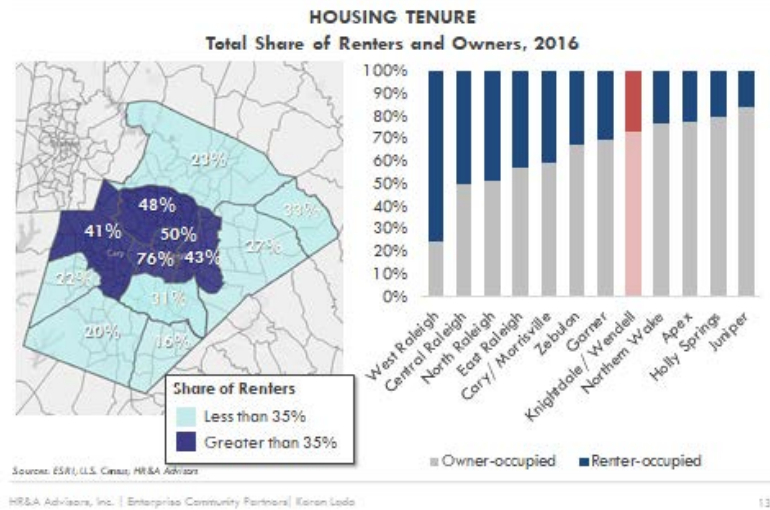 HOUSING TENURE
Total Share of Renters and Owners, 2016
23%
48%
33%
41%
50%
27%
Cary
76%
43%
22%
31%
20%
16%
Share of Renters
Less than 35%
Greater than 35%
100%
90%
80%
70%
60%
50%
40%
30%
20%
10%
0%
West Raleigh
Central Raleigh
North Raleigh
East Raleigh
Cary/ Morrisville
Zebulon
Garner
Knightdale/ Wendell
Northern Wake
Apex
Holly Springs
Juniper
Owner-occupied
Renter-occupied
Sources: ESRI, U.S. Census, HR&A Advisors
HR&A Advisors, Inc. | Enterprise Community Partners| Karen Lado
13